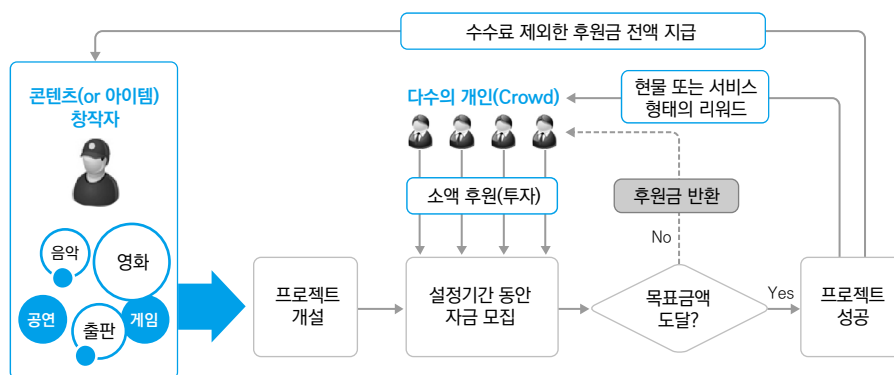 수수료 제외한 후원금 전액 지급
콘텐츠(or 아이템)
창작자
다수의 개인(Crowd)
현물 또는 서비스
형태의 리워드
소액 후원(투자)
후원금 반환
No
음악
영화
공연
출판
게임
프로젝트
개설
설정기간 동안
자금 모집
목표금액
도달?
Yes
프로젝트
성공